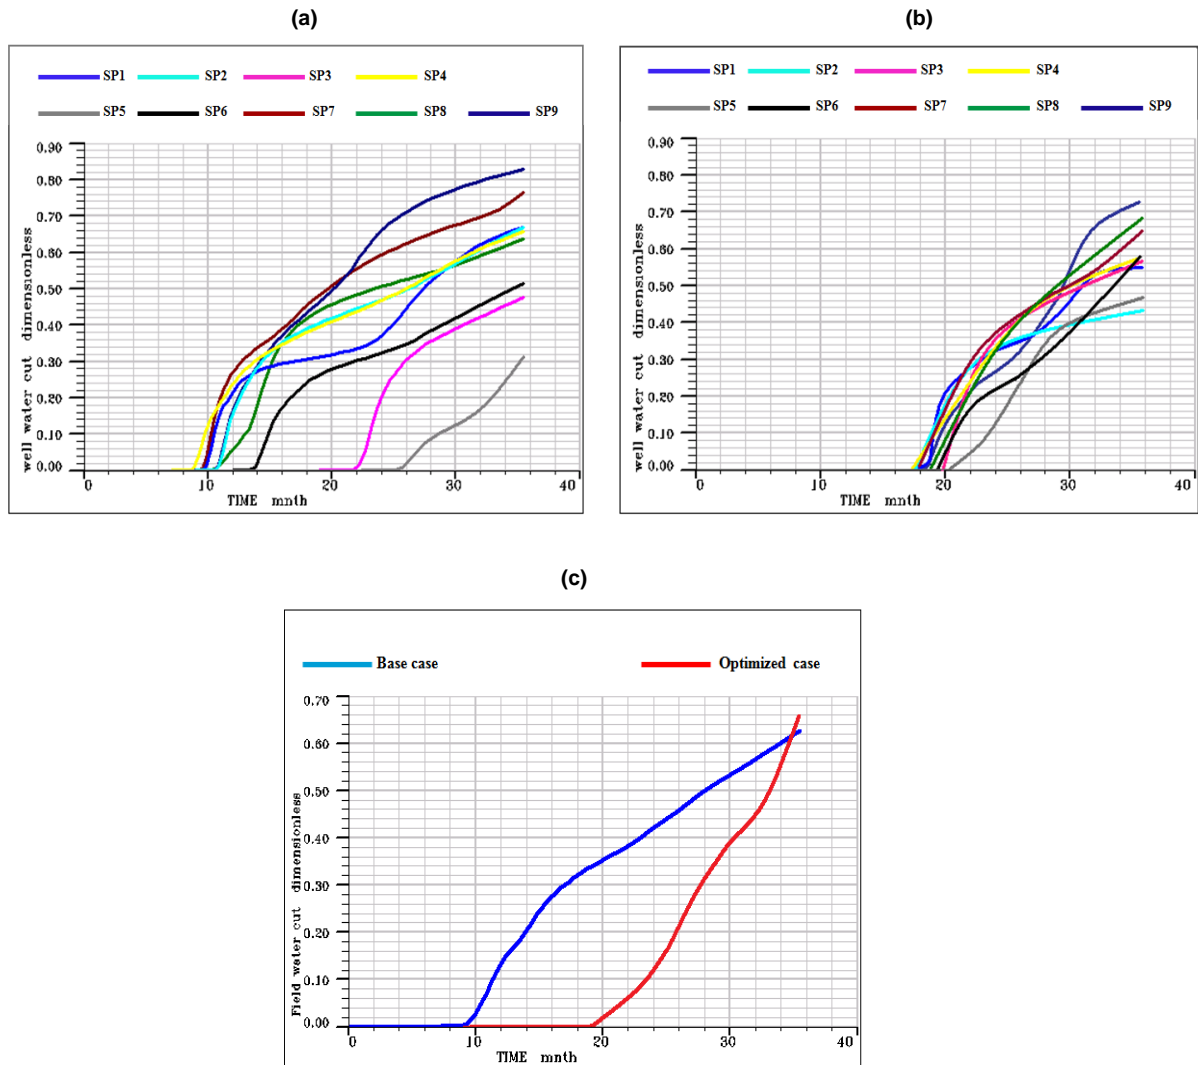 (a)
SP1 SP2 SP3 SP4
SP5 SP6 SP7 SP8 SP9
0.90
0.80
0.70
0.60
0.50
0.40
0.30
0.20
0.10
0.00
well water cut dimensionless
0 10 20 30 40
TIME mnth
(b)
SP1 SP2 SP3 SP4
SP5 SP6 SP7 SP8 SP9
0.90
0.80
0.70
0.60
0.50
0.40
0.30
0.20
0.10
0.00
well water cut dimensionless
0 10 20 30 40
TIME mnth
(c)
Base case Optimized case
0.70
0.60
0.50
0.40
0.30
0.20
0.10
0.00
Field water cut dimensionless
0 10 20 30 40
TIME mnth